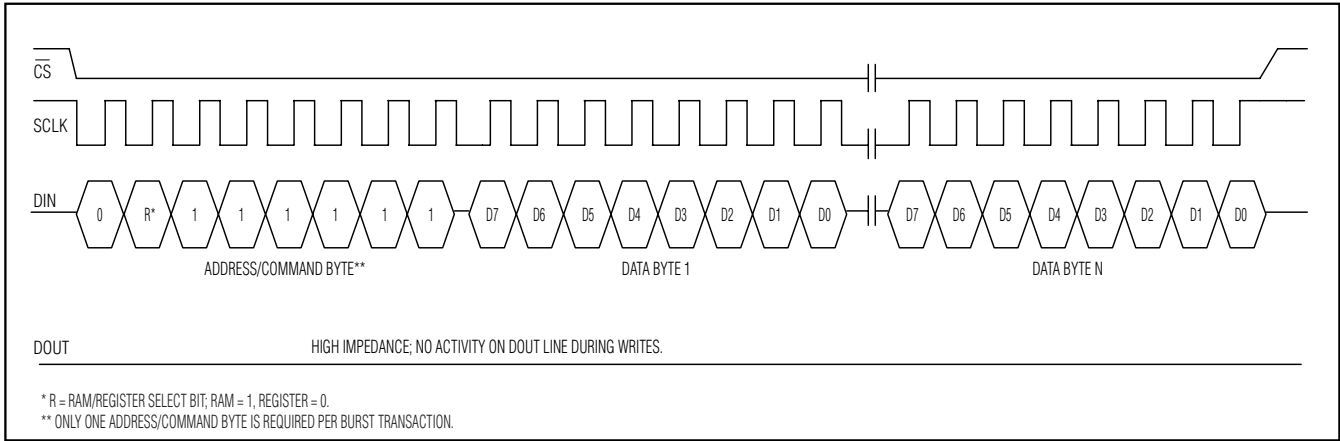 CS
SCLK
DIN
0 R* 1 1 1 1 1 1 D7 D6 D5 D4 D3 D2 D1 D0 D7 D6 D5 D4 D3 D2 D1 D0
ADDRESS/COMMAND BYTE** DATA BYTE 1 DATA BYTE N
DOUT HIGH IMPEDANCE; NO ACTIVITY ON DOUT LINE DURING WRITES.
* R = RAM/REGISTER SELECT BIT; RAM = 1, REGISTER = 0.
** ONLY ONE ADDRESS/COMMAND BYTE IS REQUIRED PER BURST TRANSACTION.